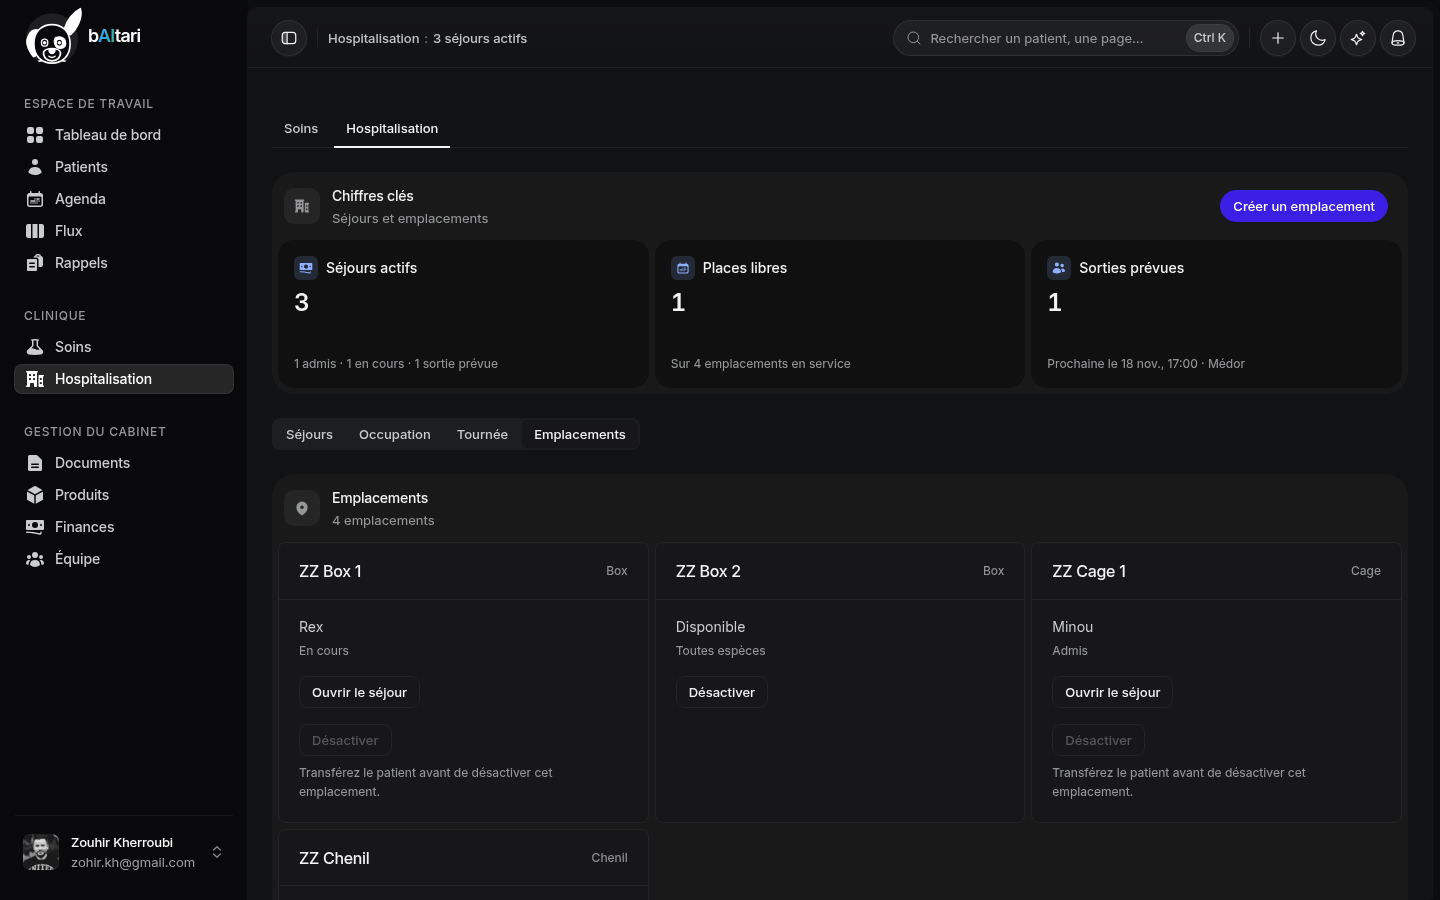 bAItari
Hospitalisation : 3 séjours actifs
Rechercher un patient, une page...
Ctrl K
ESPACE DE TRAVAIL
Tableau de bord
Patients
Agenda
Flux
Rappels
CLINIQUE
Soins
Hospitalisation
GESTION DU CABINET
Documents
Produits
Finances
Équipe
Zouhir Kherroubi
zohir.kh@gmail.com
Soins
Hospitalisation
Chiffres clés
Séjours et emplacements
Créer un emplacement
Séjours actifs
3
1 admis · 1 en cours · 1 sortie prévue
Places libres
1
Sur 4 emplacements en service
Sorties prévues
1
Prochaine le 18 nov., 17:00 · Médor
Séjours
Occupation
Tournée
Emplacements
Emplacements
4 emplacements
ZZ Box 1
Box
Rex
En cours
Ouvrir le séjour
Désactiver
Transférez le patient avant de désactiver cet
emplacement.
ZZ Box 2
Box
Disponible
Toutes espèces
Désactiver
ZZ Cage 1
Cage
Minou
Admis
Ouvrir le séjour
Désactiver
Transférez le patient avant de désactiver cet
emplacement.
ZZ Chenil
Chenil